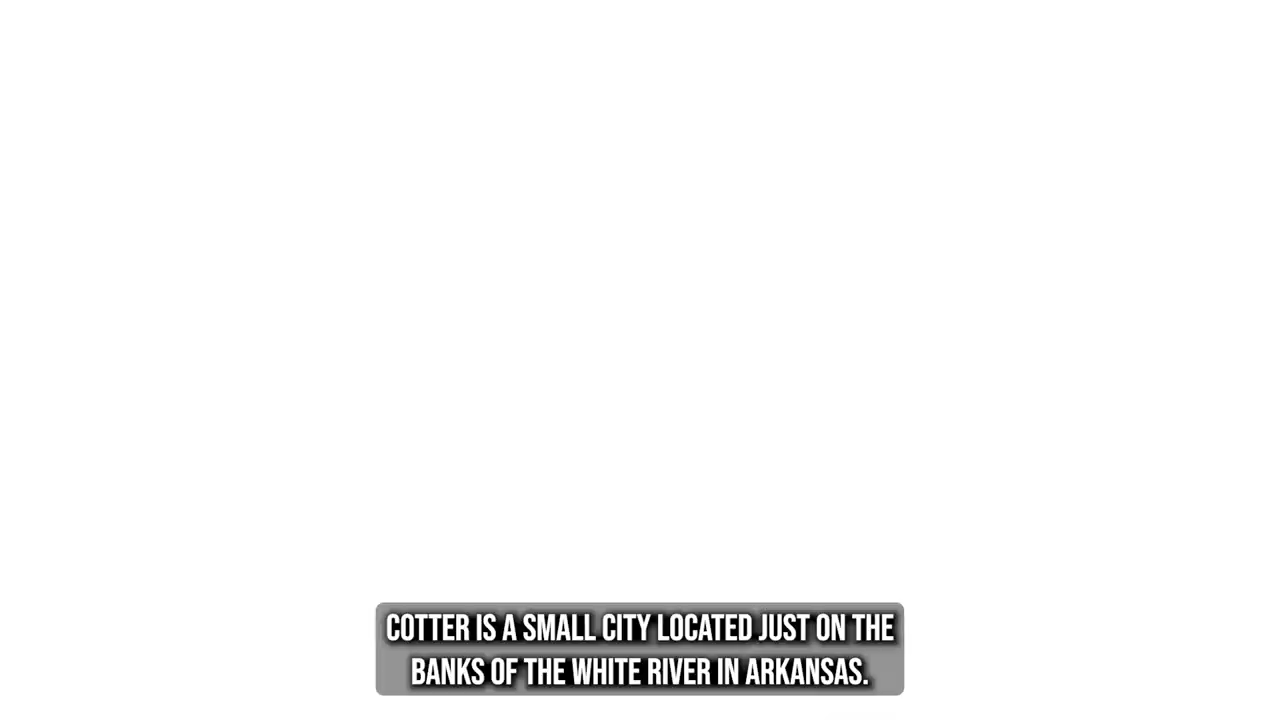 COTTER IS A SMALL CITY LOCATED JUST ON THE
BANKS OF THE WHITE RIVER IN ARKANSAS.